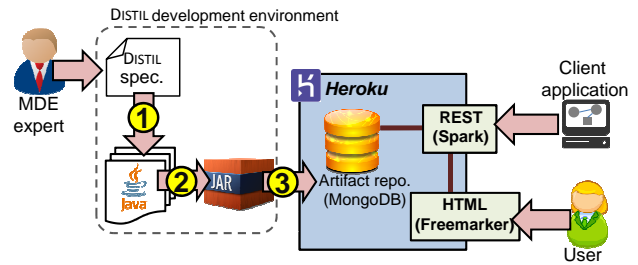 DISTIL development environment
DISTIL
spec.
MDE
expert
1
Java
2
JAR
3
Heroku
Artifact repo.
(MongoDB)
REST
(Spark)
HTML
(Freemarker)
Client
application
User